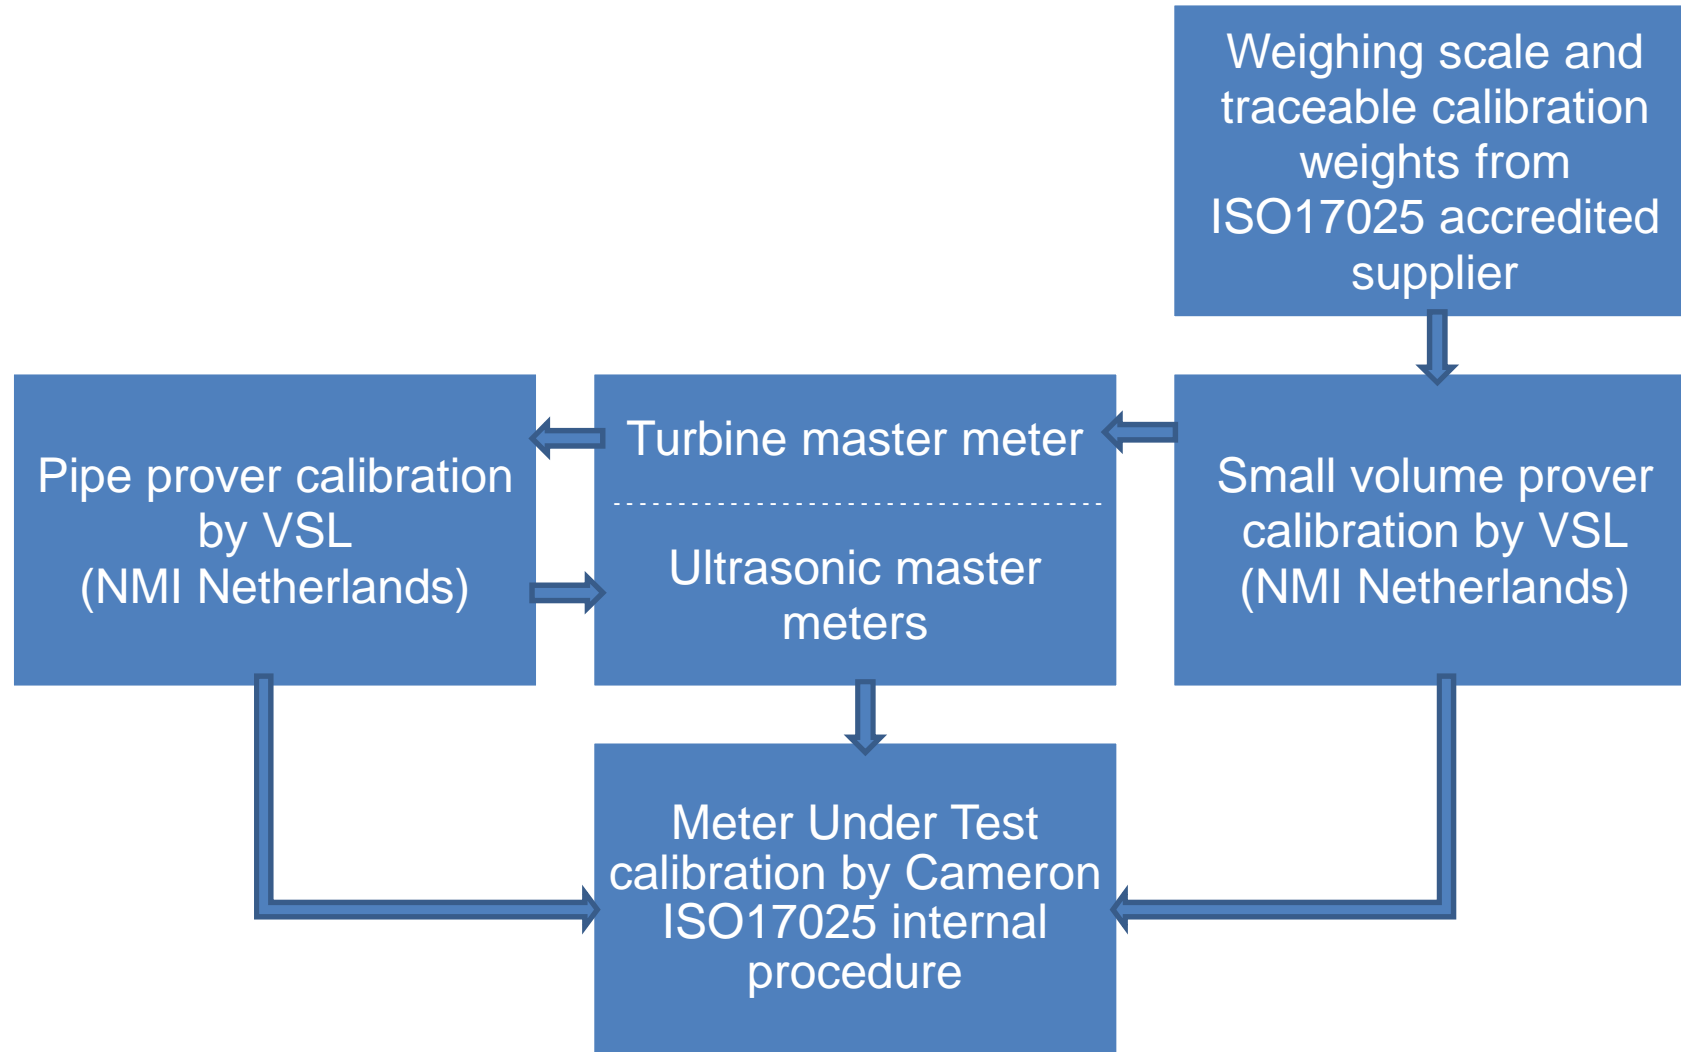 Weighing scale and
traceable calibration
weights from
ISO17025 accredited
supplier
Pipe prover calibration
by VSL
(NMI Netherlands)
Turbine master meter
Ultrasonic master
meters
Small volume prover
calibration by VSL
(NMI Netherlands)
Meter Under Test
calibration by Cameron
ISO17025 internal
procedure